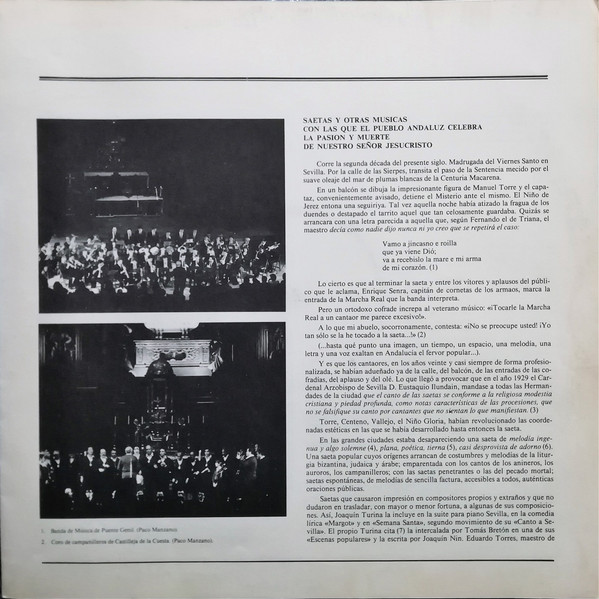 SAETAS Y OTRAS MUSICAS
CON LAS QUE EL PUEBLO ANDALUZ CELEBRA
LA PASION Y MUERTE
DE NUESTRO SEÑOR JESUCRISTO
Corre la segunda década del presente siglo. Madrugada del Viernes Santo en
Sevilla. Por la calle de las Sierpes, transita el paso de la Sentencia mecido por el
suave oleaje del mar de plumas blancas de la Centuria Macarena.
En un balcón se dibuja la impresionante figura de Manuel Torre y el capa-
taz, convenientemente avisado, detiene el Misterio ante el mismo. El Niño de
Jerez entona una seguiriya. Tal vez aquella noche había atizado la fragua de los
duendes o destapado el tarrito aquel que tan celosamente guardaba. Quizás se
arrancara con una letra parecida a aquella que, según Fernando el de Triana, el
maestro decía como nadie dijo nunca ni yo creo que se repetirá el caso:
Vamo a jincasno e roilla
que ya viene Dió;
va a recebislo la mare e mi arma
de mi corazón. (1)
Lo cierto es que al terminar la saeta y entre los vítores y aplausos del públi-
co que le aclama, Enrique Senra, capitán de cornetas de los armaos, marca la
entrada de la Marcha Real que la banda interpreta.
Pero un ortodoxo cofrade increpa al veterano músico: «¡Tocarle la Marcha
Real a un cantaor me parece excesivo!».
A lo que mi abuelo, socorronamente, contesta: «¡No se preocupe usted! ¡Yo
tan sólo se la he tocado a la saeta...!» (2)
(...hasta qué punto una imagen, un tiempo, un espacio, una melodía, una
letra y una voz exaltan en Andalucía el fervor popular...).
Y es que los cantaores, en los años veinte y casi siempre de forma profesio-
nalizada, se habían adueñado ya de la calle, del balcón, de las entradas de las co-
fradías, del aplauso y del olé. Lo que llegó a provocar que en el año 1929 el Car-
denal Arzobispo de Sevilla D. Eustaquio Ilundain, mandase a todas las Herman-
dades de la ciudad que el canto de las saetas se conforme a la religiosa modestia
cristiana y piedad profunda, como notas características de las procesiones, que
no se falsifique su canto por cantantes que no sientan lo que manifiestan. (3)
Torre, Centeno, Vallejo, el Niño Gloria, habían revolucionado las coorde-
nadas estéticas en las que se había desarrollado hasta entonces la saeta.
En las grandes ciudades estaba desapareciendo una saeta de melodía inge-
nua y algo solemne (4), plana, poética, tierna (5), casi desprovista de adorno (6).
Una saeta popular cuyos orígenes arrancan de costumbres y melodías de la litur-
gia bizantina, judaica y árabe; emparentada con los cantos de los animeros, los
auroros, los campanilleros; con las saetas penetrantes o las del pecado mortal;
saetas espontáneas, de melodías de sencilla factura, accesibles a todos, auténticas
oraciones públicas.
Saetas que causaron impresión en compositores propios y extraños y que no
dudaron en trasladar, con mayor o menor fortuna, a algunas de sus composicio-
nes. Así, Joaquín Turina la incluye en la suite para piano Sevilla, en la comedia
lírica «Margot» y en «Semana Santa», segundo movimiento de su «Canto a Se-
villa». El propio Turina cita (7) la intercalada por Tomás Bretón en una de sus
«Escenas populares» y la escrita por Joaquín Nin. Eduardo Torres, maestro de
1. Banda de Música de Puente Genil. (Paco Manzano).
2. Coro de campanilleros de Castilleja de la Cuesta. (Paco Manzano).